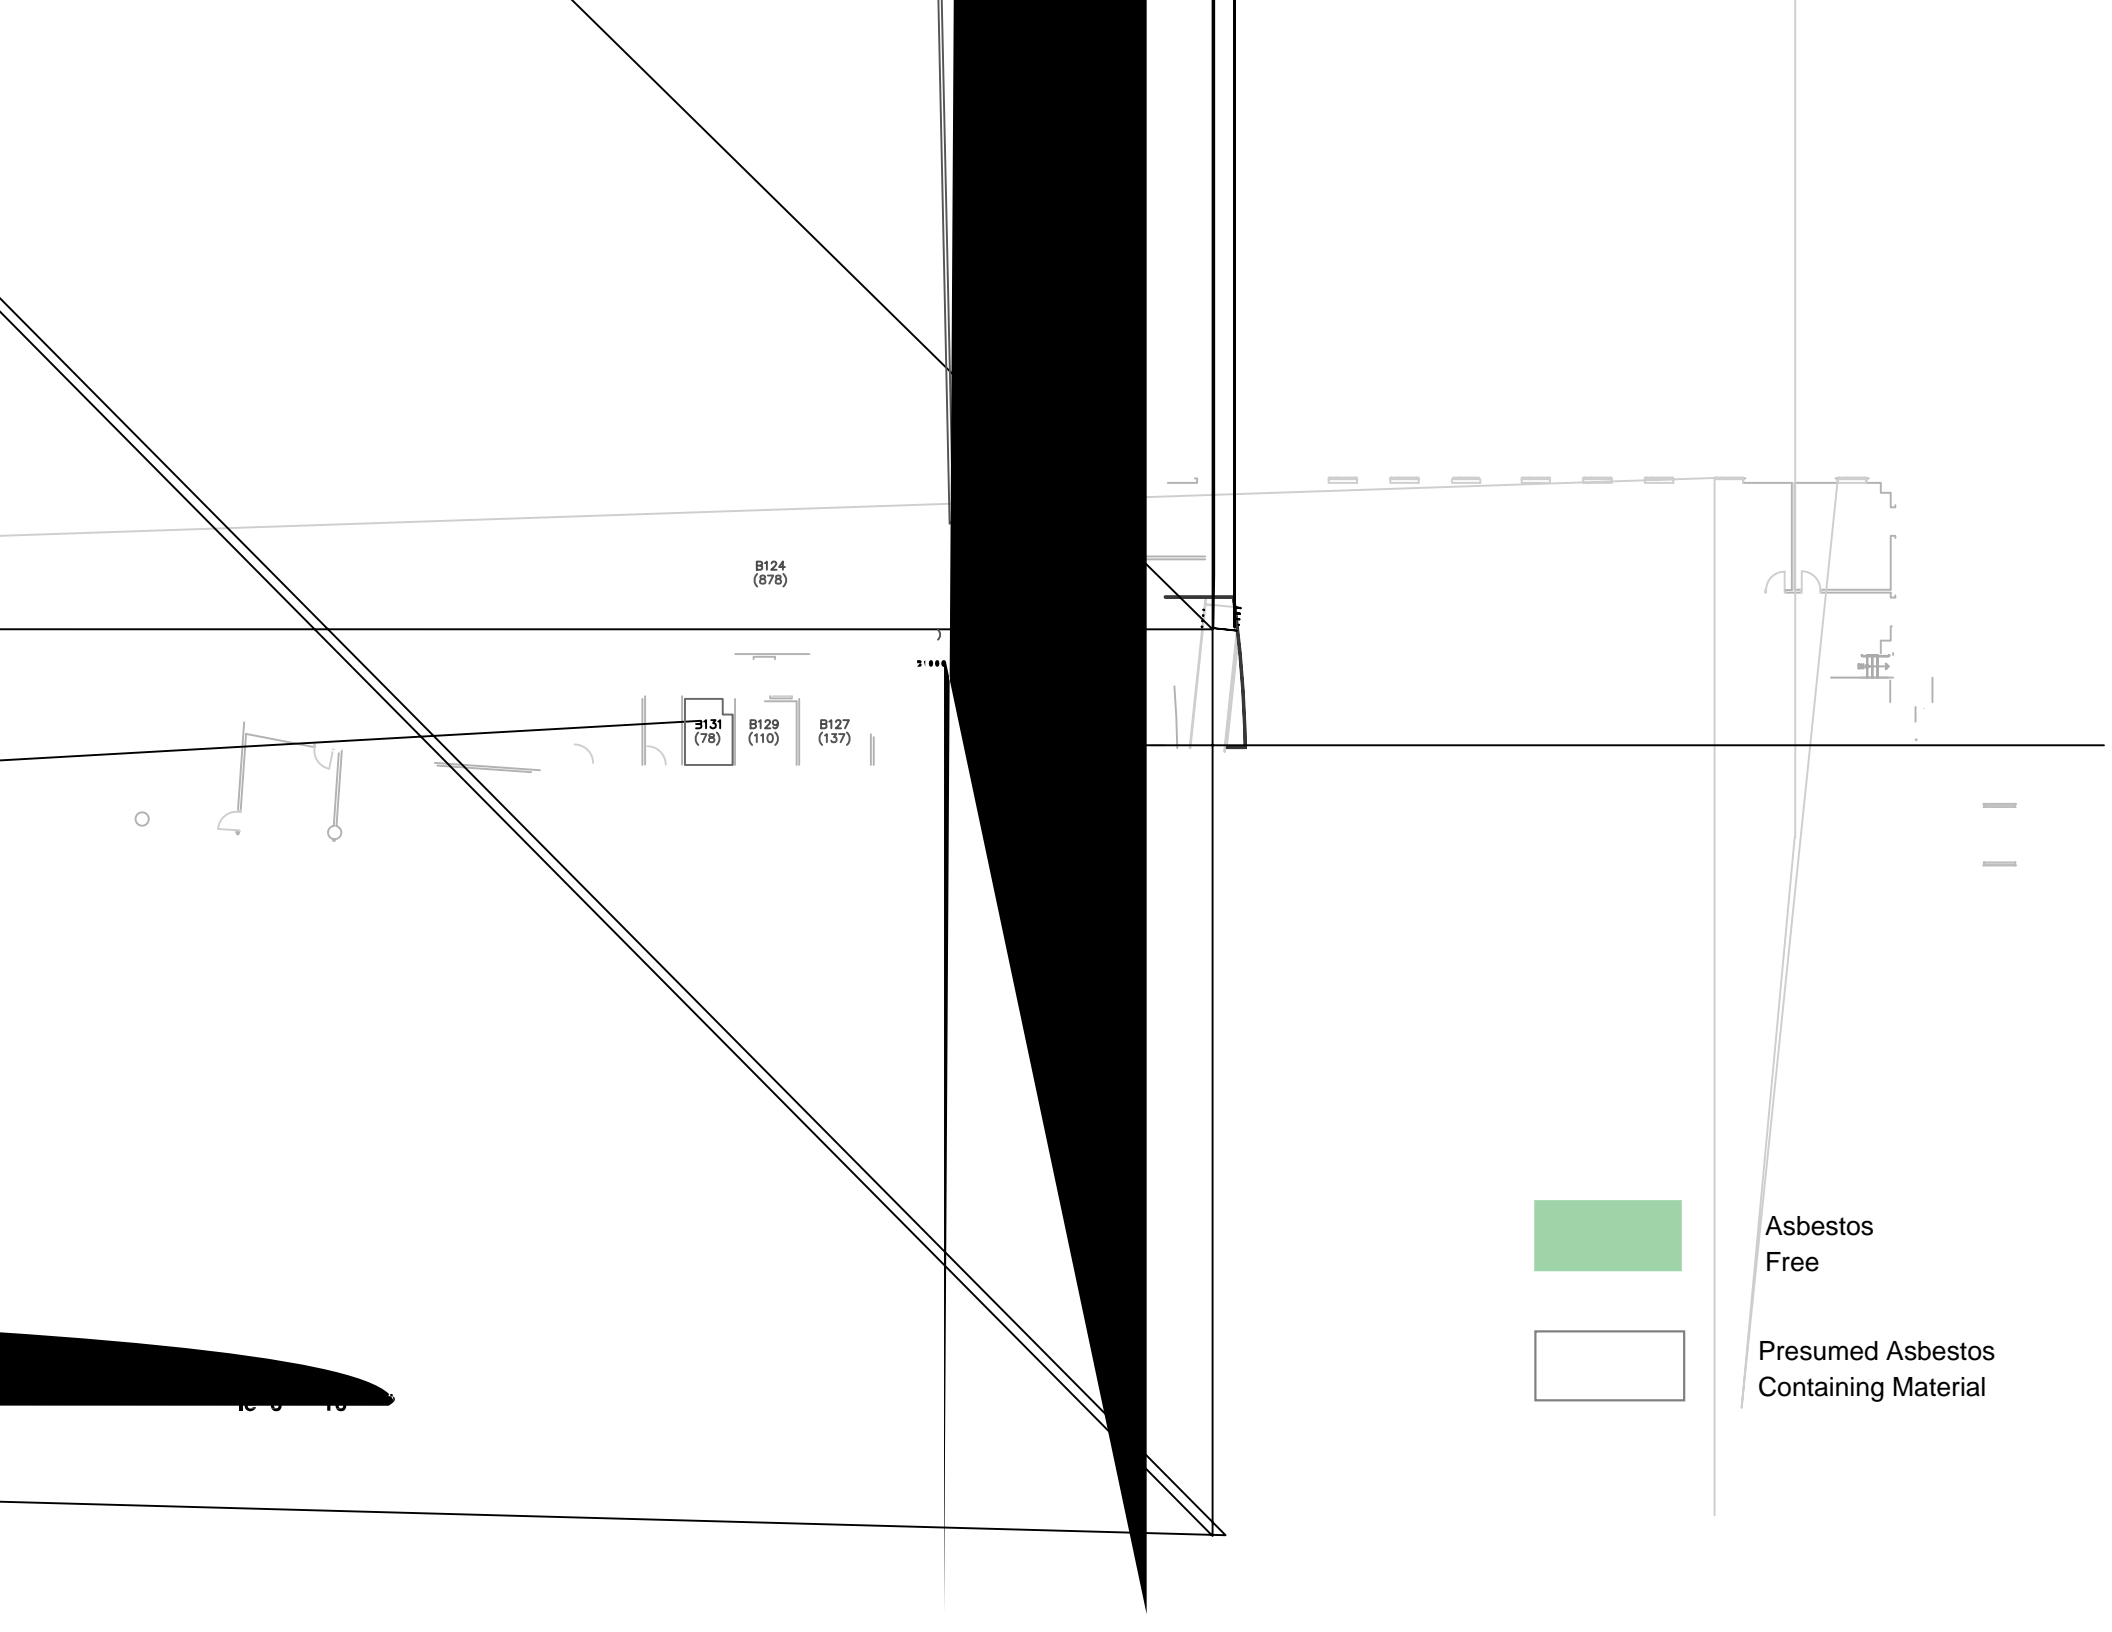 B124
(878)
B131
(78)
B129
(110)
B127
(137)
Asbestos
Free
Presumed Asbestos
Containing Material